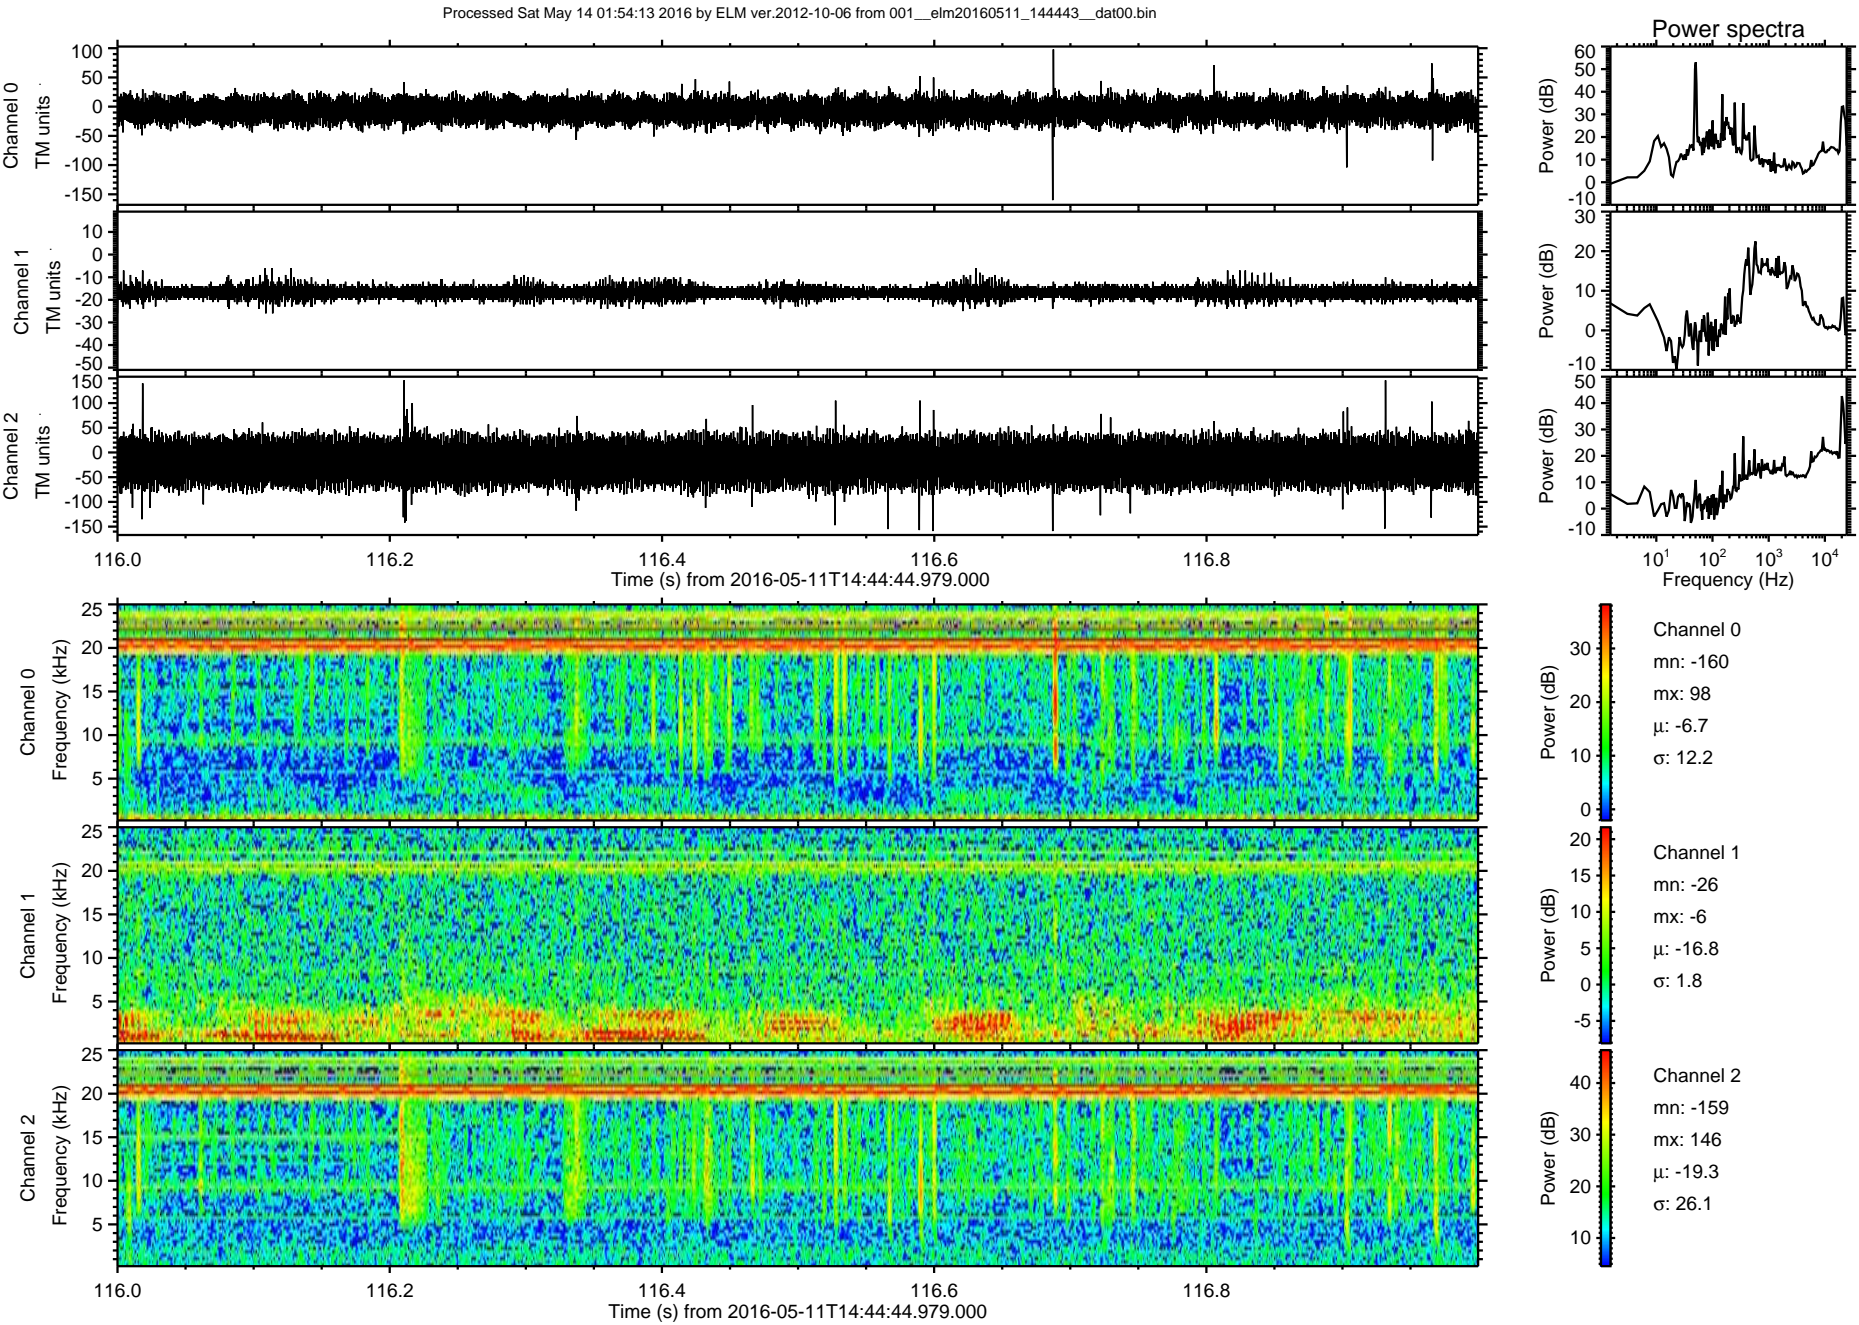 Processed Sat May 14 01:54:13 2016 by ELM ver.2012-10-06 from 001__elm20160511_144443__dat00.bin
Power spectra
Channel 0
TM units
100
50
0
-50
-100
-150
Power (dB)
60
50
40
30
20
10
0
-10
Channel 1
TM units
10
0
-10
-20
-30
-40
-50
Power (dB)
30
20
10
0
-10
Channel 2
TM units
150
100
50
0
-50
-100
-150
Power (dB)
50
40
30
20
10
0
-10
116.0 116.2 116.4 116.6 116.8
Time (s) from 2016-05-11T14:44:44.979.000
10^1 10^2 10^3 10^4
Frequency (Hz)
Channel 0
Frequency (kHz)
25
20
15
10
5
Power (dB)
30
20
10
0
Channel 0
mn: -160
mx: 98
μ: -6.7
σ: 12.2
Channel 1
Frequency (kHz)
25
20
15
10
5
Power (dB)
20
15
10
5
0
-5
Channel 1
mn: -26
mx: -6
μ: -16.8
σ: 1.8
Channel 2
Frequency (kHz)
25
20
15
10
5
Power (dB)
40
30
20
10
Channel 2
mn: -159
mx: 146
μ: -19.3
σ: 26.1
116.0 116.2 116.4 116.6 116.8
Time (s) from 2016-05-11T14:44:44.979.000